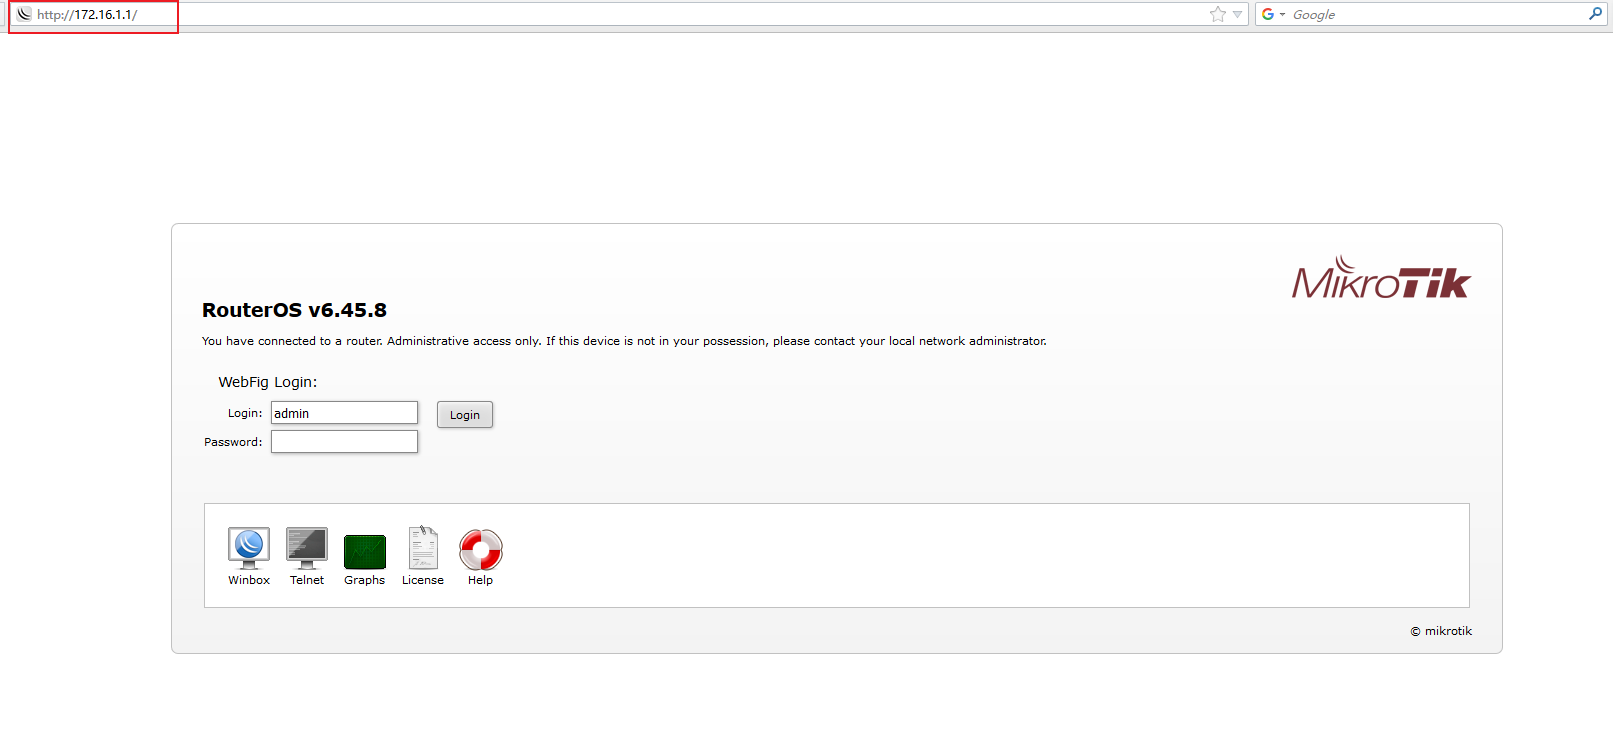 http://172.16.1.1/
Google
MikroTik
RouterOS v6.45.8
You have connected to a router. Administrative access only. If this device is not in your possession, please contact your local network administrator.
WebFig Login:
Login: admin Login
Password:
Winbox Telnet Graphs License Help
© mikrotik